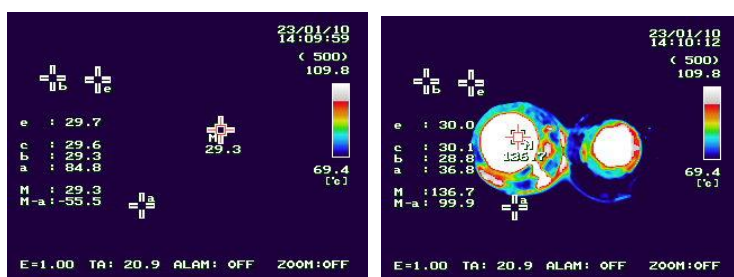 23/01/10
14:09:59
( 500)
109.8
b
e
e : 29.7
c : 29.6
b : 29.3
a : 84.8
M
29.3
M : 29.3
M-a:-55.5
a
69.4
[℃]
E=1.00 TA: 20.9 ALAM: OFF ZOOM:OFF
23/01/10
14:10:12
( 500)
109.8
b
e
e : 30.0
c : 30.1
b : 28.8
a : 36.8
M
136.7
M :136.7
M-a: 99.9
a
69.4
[℃]
E=1.00 TA: 20.9 ALAM: OFF ZOOM:OFF